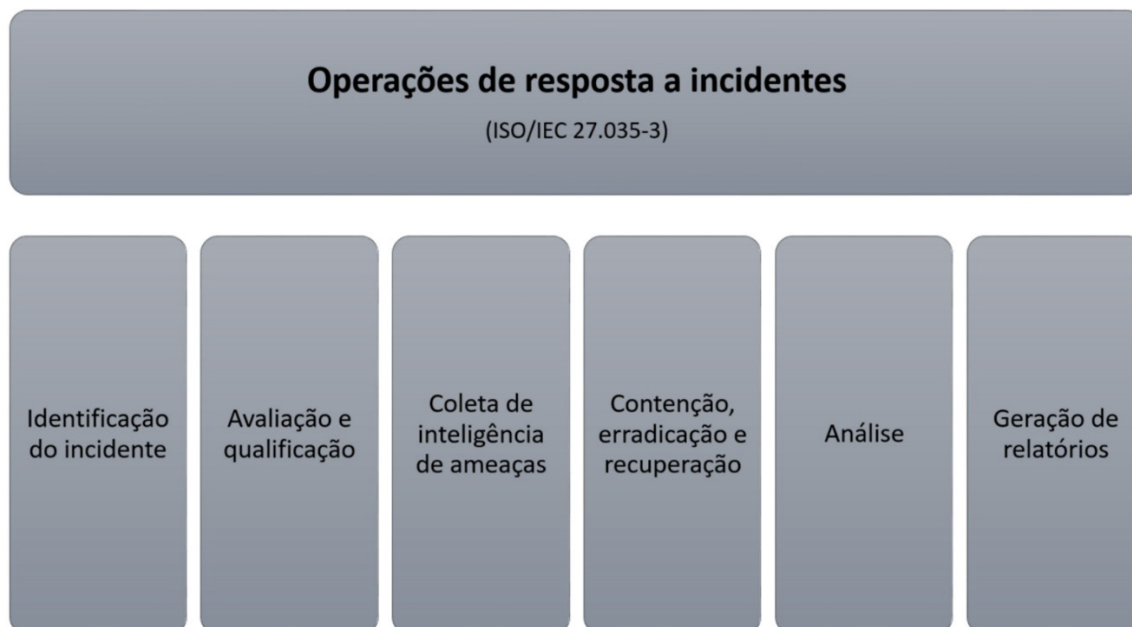 Operações de resposta a incidentes
(ISO/IEC 27.035-3)
Identificação
do incidente
Avaliação e
qualificação
Coleta de
inteligência
de ameaças
Contenção,
erradicação e
recuperação
Análise
Geração de
relatórios